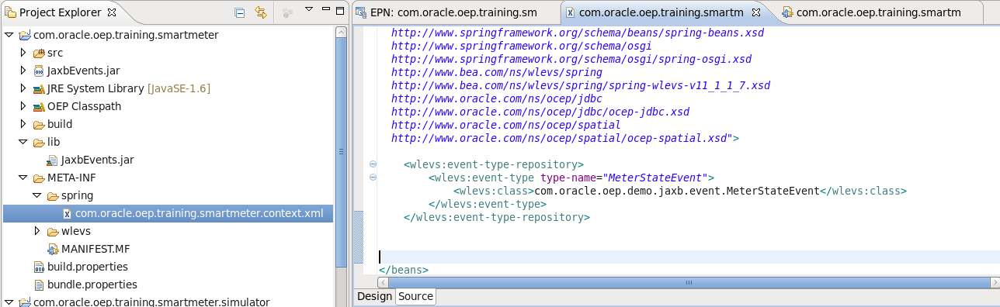 Project Explorer
com.oracle.oep.training.smartmeter
src
JaxbEvents.jar
JRE System Library [JavaSE-1.6]
OEP Classpath
build
lib
JaxbEvents.jar
META-INF
spring
com.oracle.oep.training.smartmeter.context.xml
wlevs
MANIFEST.MF
build.properties
bundle.properties
com.oracle.oep.training.smartmeter.simulator
EPN: com.oracle.oep.training.sm
com.oracle.oep.training.smartm
com.oracle.oep.training.smartm
http://www.springframework.org/schema/beans/spring-beans.xsd
http://www.springframework.org/schema/osgi
http://www.springframework.org/schema/osgi/spring-osgi.xsd
http://www.bea.com/ns/wlevs/spring
http://www.bea.com/ns/wlevs/spring/spring-wlevs-v11_1_1_7.xsd
http://www.oracle.com/ns/ocep/jdbc
http://www.oracle.com/ns/ocep/jdbc/ocep-jdbc.xsd
http://www.oracle.com/ns/ocep/spatial
http://www.oracle.com/ns/ocep/spatial/ocep-spatial.xsd">
<wlevs:event-type-repository>
<wlevs:event-type type-name="MeterStateEvent">
<wlevs:class>com.oracle.oep.demo.jaxb.event.MeterStateEvent</wlevs:class>
</wlevs:event-type>
</wlevs:event-type-repository>
</beans>
Design Source